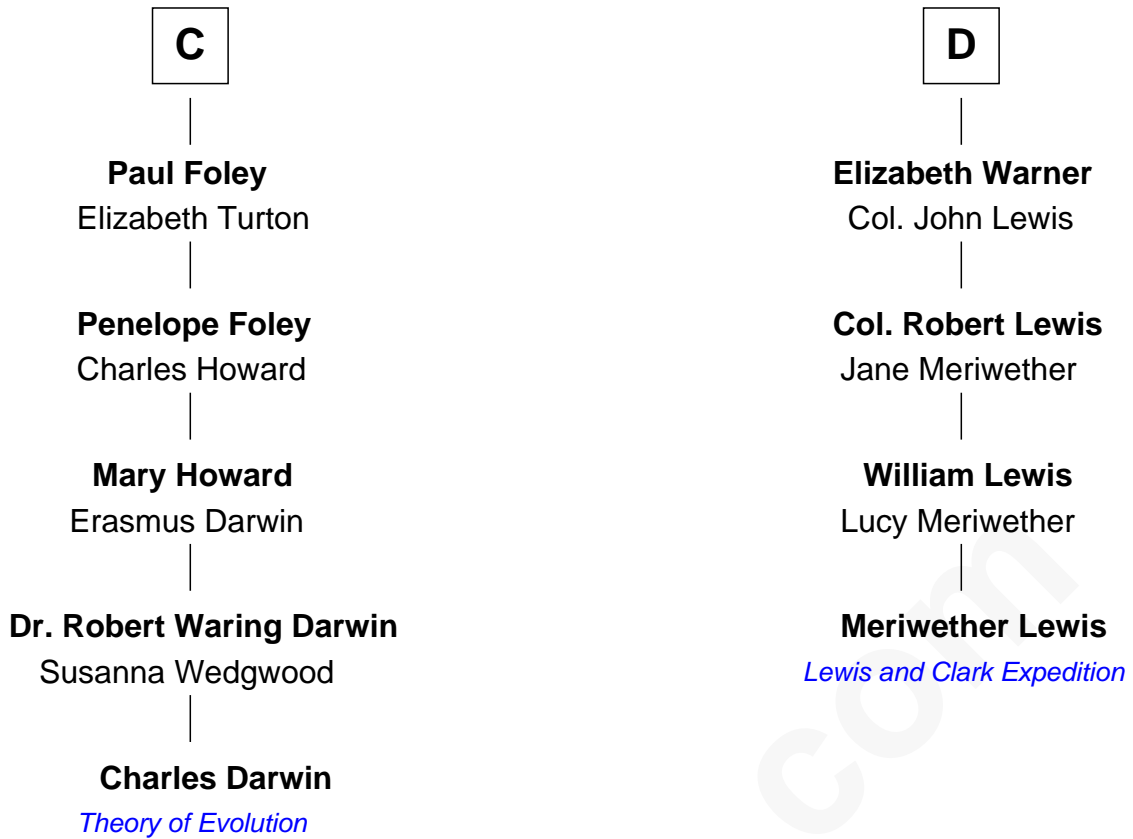 C
Paul Foley
Elizabeth Turton
Penelope Foley
Charles Howard
Mary Howard
Erasmus Darwin
Dr. Robert Waring Darwin
Susanna Wedgwood
Charles Darwin
Theory of Evolution
D
Elizabeth Warner
Col. John Lewis
Col. Robert Lewis
Jane Meriwether
William Lewis
Lucy Meriwether
Meriwether Lewis
Lewis and Clark Expedition
com